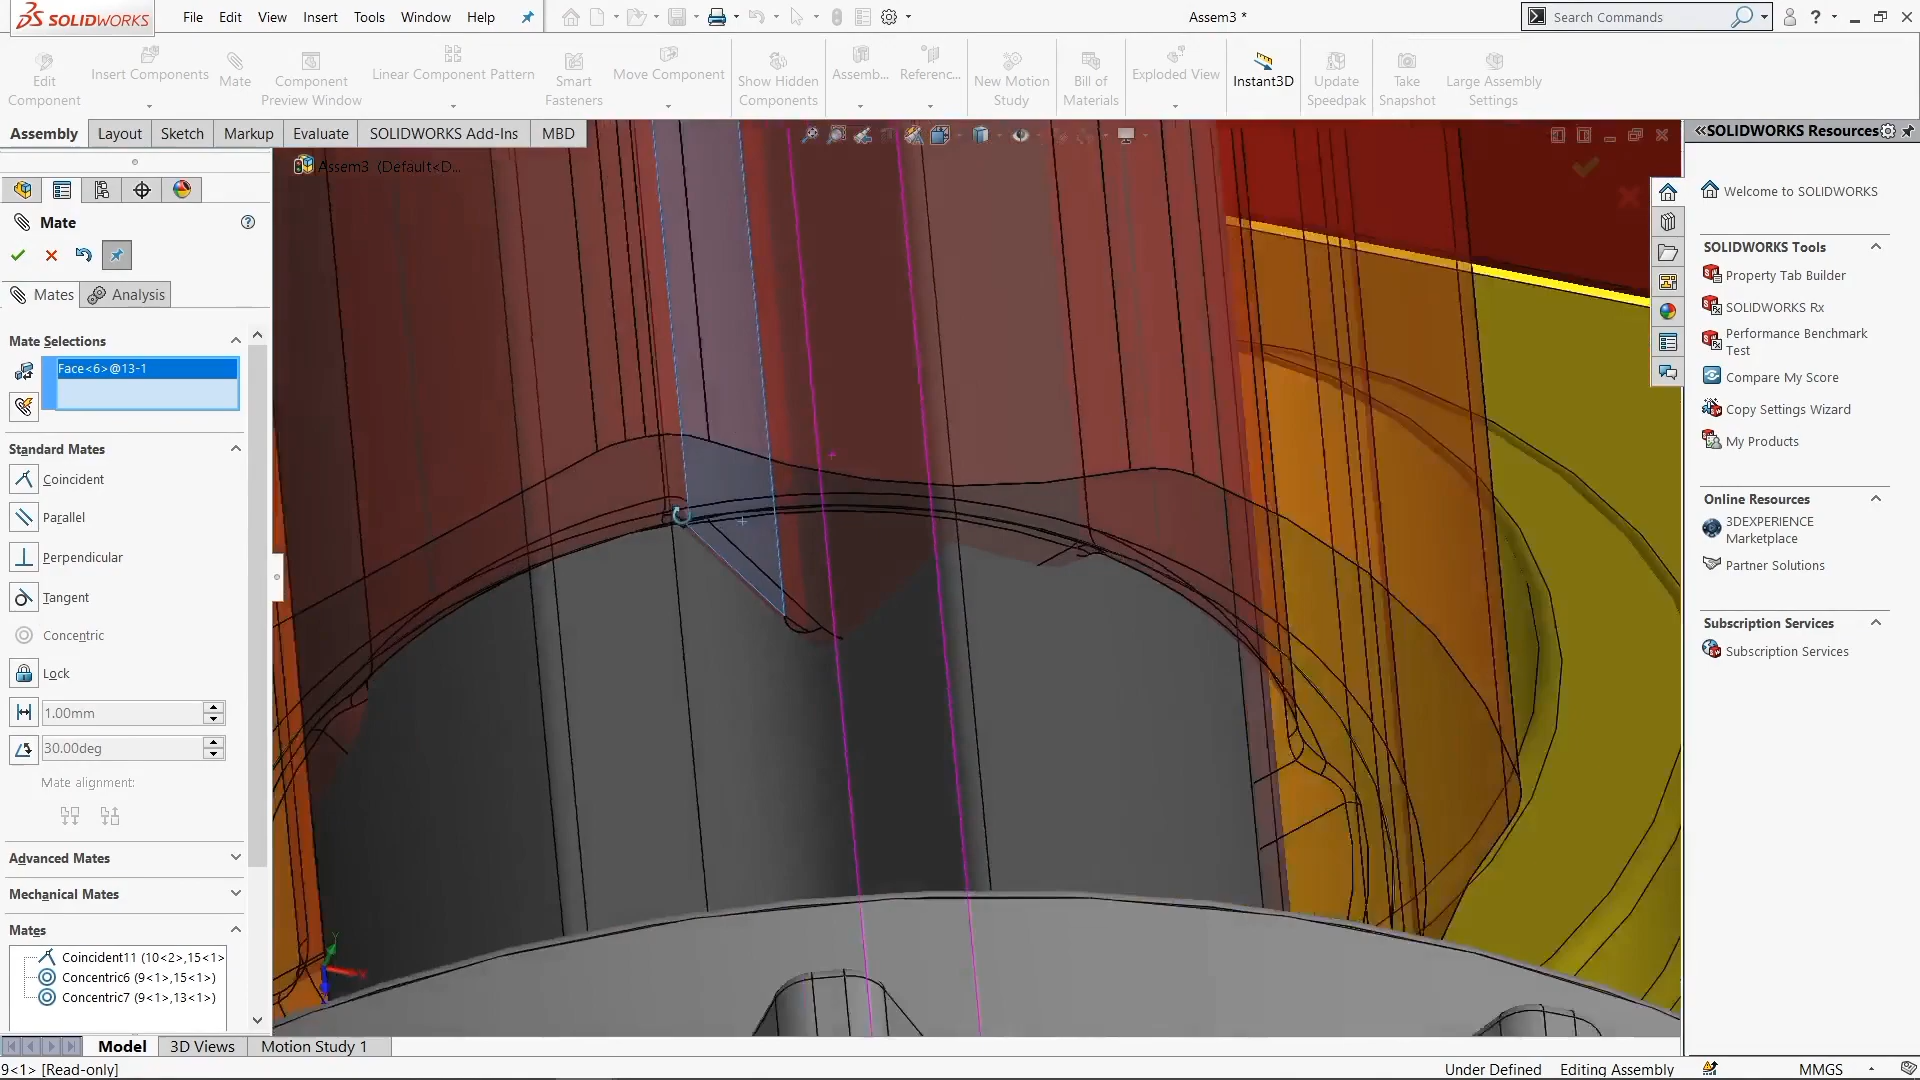 SOLIDWORKS
File Edit View Insert Tools Window Help
Assem3 *
Search Commands
Edit Component
Insert Components
Mate
Component Preview Window
Linear Component Pattern
Smart Fasteners
Move Component
Show Hidden Components
Assemb...
Referenc...
New Motion Study
Bill of Materials
Exploded View
Instant3D
Update Speedpak
Take Snapshot
Large Assembly Settings
Assembly Layout Sketch Markup Evaluate SOLIDWORKS Add-Ins MBD
SOLIDWORKS Resources
Assem3 (Default<D...
Mate
Mates Analysis
Mate Selections
Face<6>@13-1
Standard Mates
Coincident
Parallel
Perpendicular
Tangent
Concentric
Lock
1.00mm
30.00deg
Mate alignment:
Advanced Mates
Mechanical Mates
Mates
Coincident11 (10<2>,15<1>
Concentric6 (9<1>,15<1>)
Concentric7 (9<1>,13<1>)
Welcome to SOLIDWORKS
SOLIDWORKS Tools
Property Tab Builder
SOLIDWORKS Rx
Performance Benchmark
Test
Compare My Score
Copy Settings Wizard
My Products
Online Resources
3DEXPERIENCE
Marketplace
Partner Solutions
Subscription Services
Subscription Services
Model 3D Views Motion Study 1
9<1> [Read-only]
Under Defined Editing Assembly MMGS